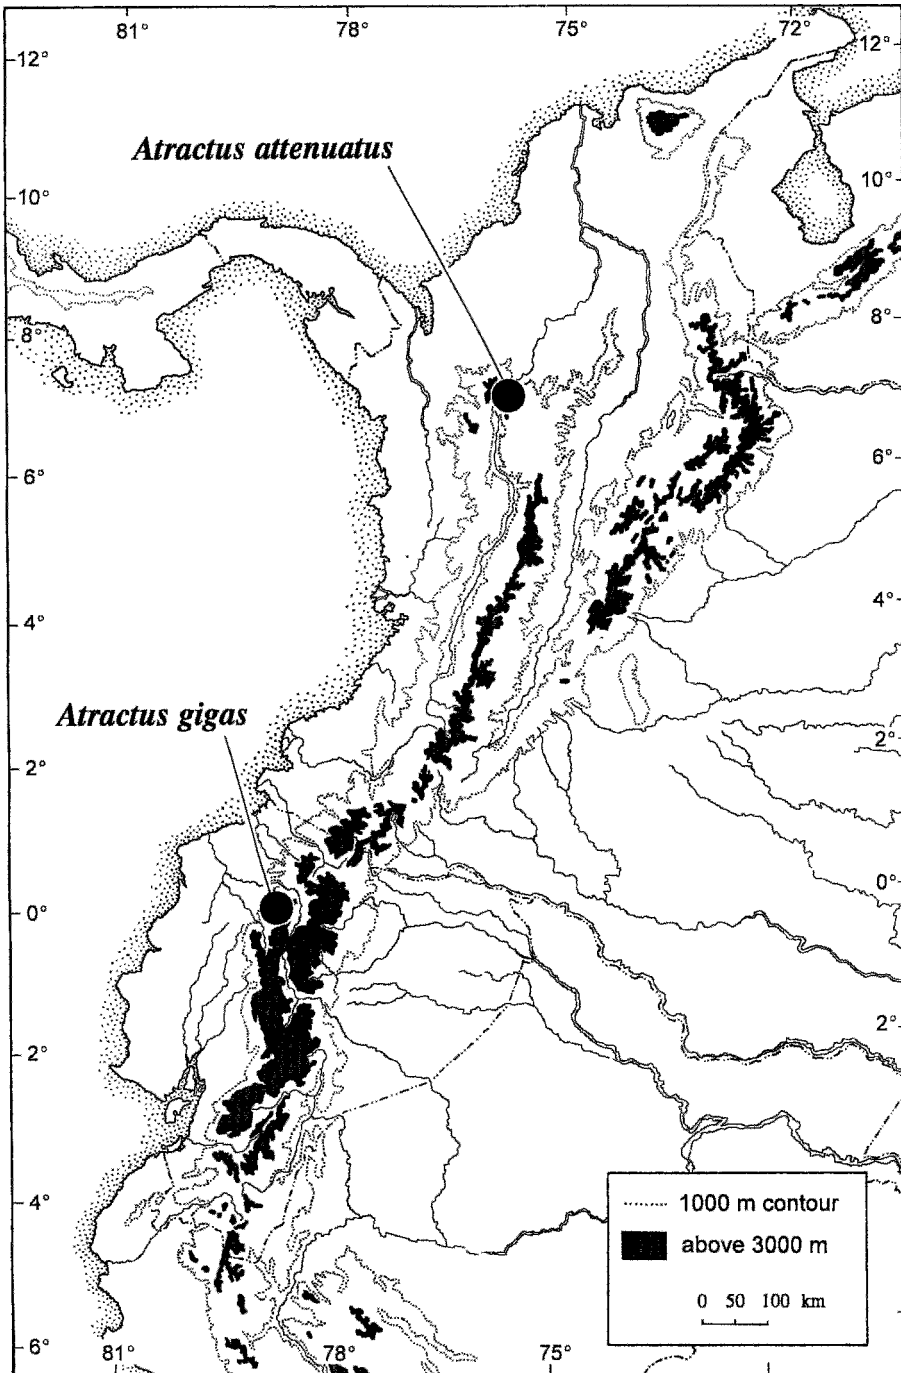 81° 78° 75° 72°
12° 12°
Atractus attenuatus
10° 10°
8° 8°
6° 6°
4° 4°
Atractus gigas
2° 2°
0° 0°
2° 2°
4°
1000 m contour
above 3000 m
0 50 100 km
6°
81° 78° 75°